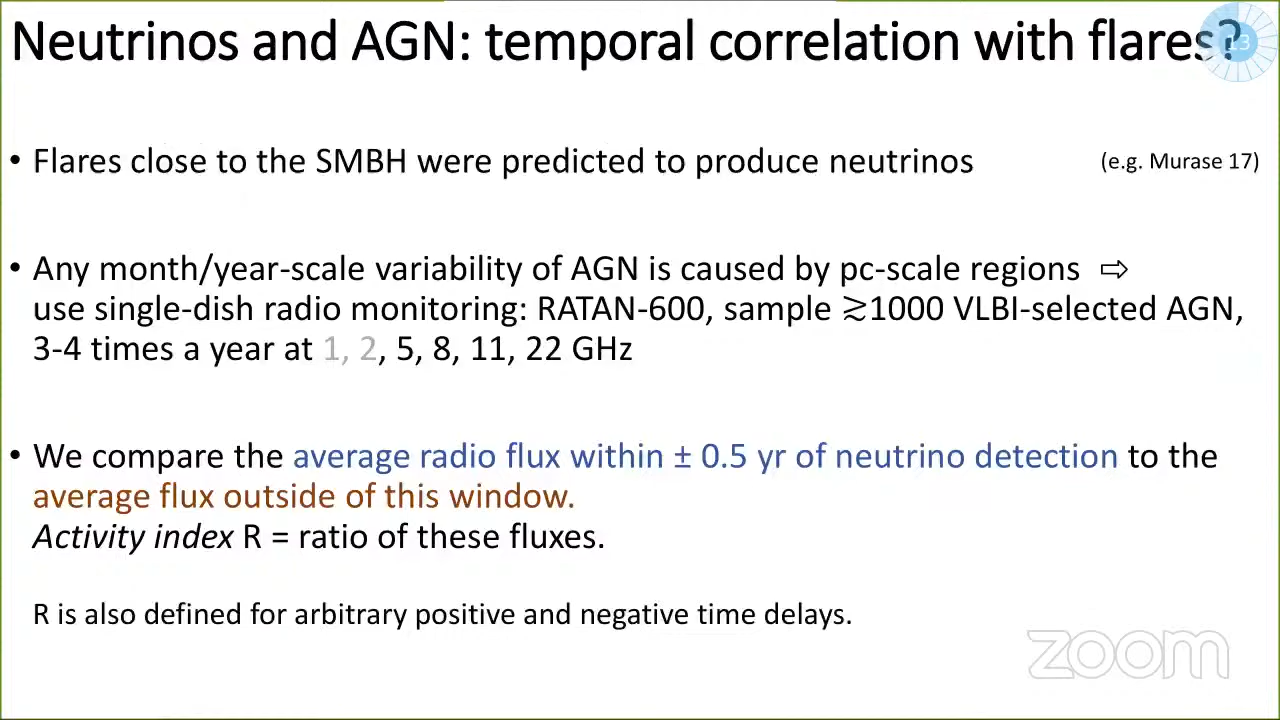 Neutrinos and AGN: temporal correlation with flares?
13
• Flares close to the SMBH were predicted to produce neutrinos (e.g. Murase 17)
• Any month/year-scale variability of AGN is caused by pc-scale regions ⇨
use single-dish radio monitoring: RATAN-600, sample ≳1000 VLBI-selected AGN,
3-4 times a year at 1, 2, 5, 8, 11, 22 GHz
• We compare the average radio flux within ± 0.5 yr of neutrino detection to the
average flux outside of this window.
Activity index R = ratio of these fluxes.
R is also defined for arbitrary positive and negative time delays.
zoom